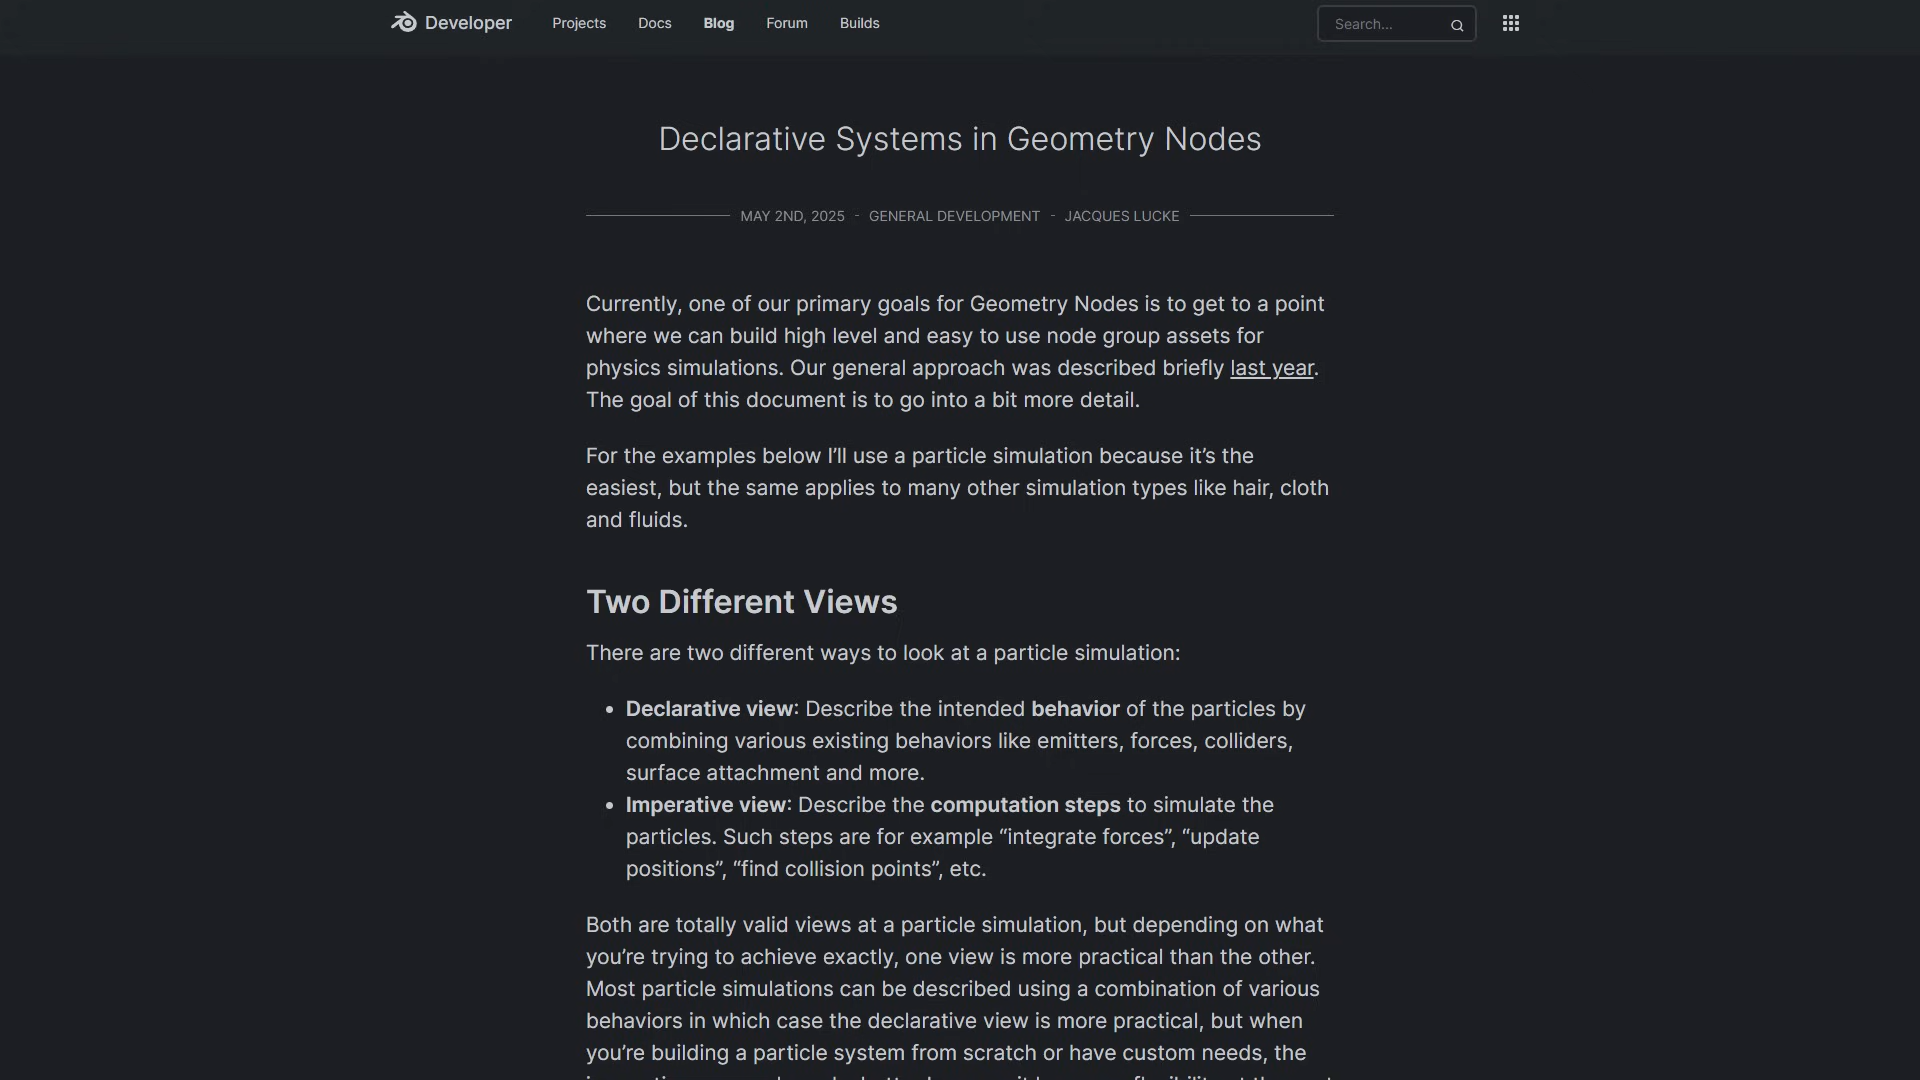 Developer
Projects
Docs
Blog
Forum
Builds
Search...
Declarative Systems in Geometry Nodes
MAY 2ND, 2025 - GENERAL DEVELOPMENT - JACQUES LUCKE
Currently, one of our primary goals for Geometry Nodes is to get to a point
where we can build high level and easy to use node group assets for
physics simulations. Our general approach was described briefly last year.
The goal of this document is to go into a bit more detail.
For the examples below I’ll use a particle simulation because it’s the
easiest, but the same applies to many other simulation types like hair, cloth
and fluids.
Two Different Views
There are two different ways to look at a particle simulation:
• Declarative view: Describe the intended behavior of the particles by
combining various existing behaviors like emitters, forces, colliders,
surface attachment and more.
• Imperative view: Describe the computation steps to simulate the
particles. Such steps are for example “integrate forces”, “update
positions”, “find collision points”, etc.
Both are totally valid views at a particle simulation, but depending on what
you’re trying to achieve exactly, one view is more practical than the other.
Most particle simulations can be described using a combination of various
behaviors in which case the declarative view is more practical, but when
you’re building a particle system from scratch or have custom needs, the